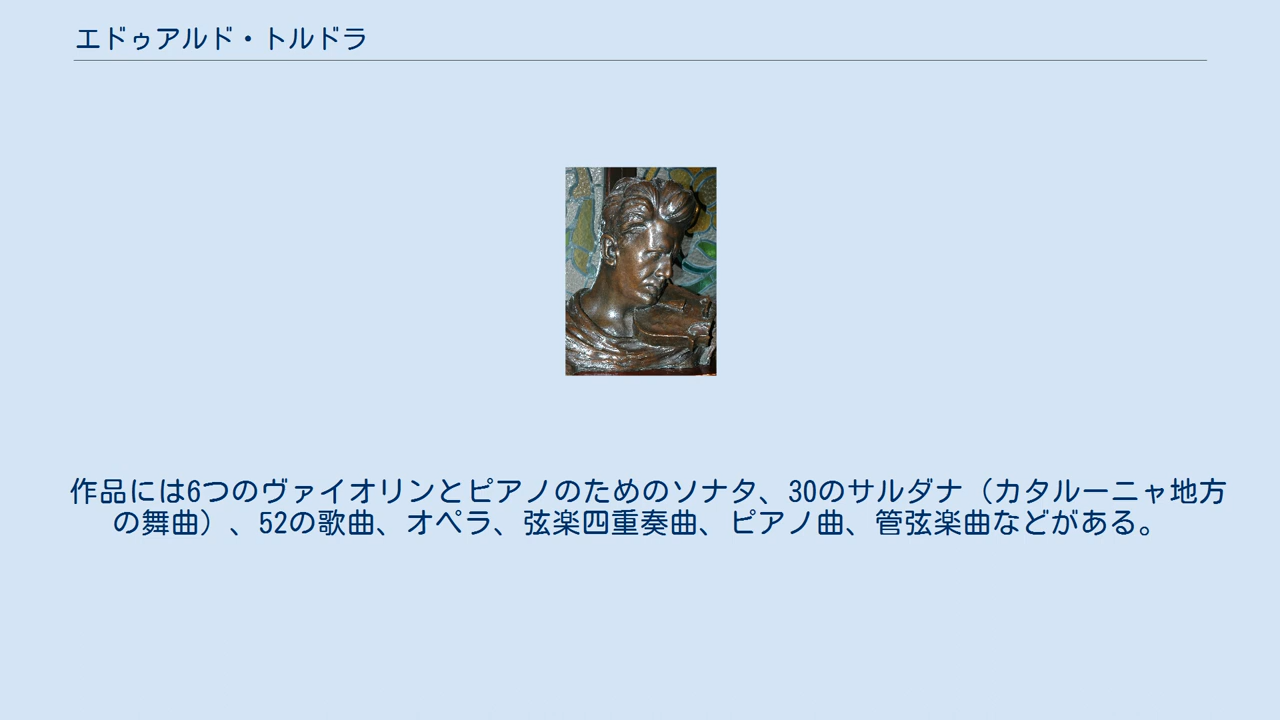 エドゥアルド・トルドラ
作品には6つのヴァイオリンとピアノのためのソナタ、30のサルダナ（カタルーニャ地方
の舞曲）、52の歌曲、オペラ、弦楽四重奏曲、ピアノ曲、管弦楽曲などがある。